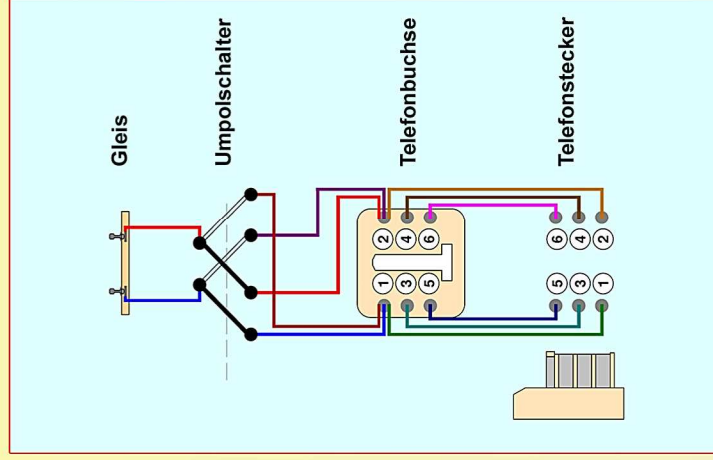 Gleis
Umpolschalter
Telefonbuchse
Telefonstecker
2 4 6
1 3 5
6 4 2
5 3 1